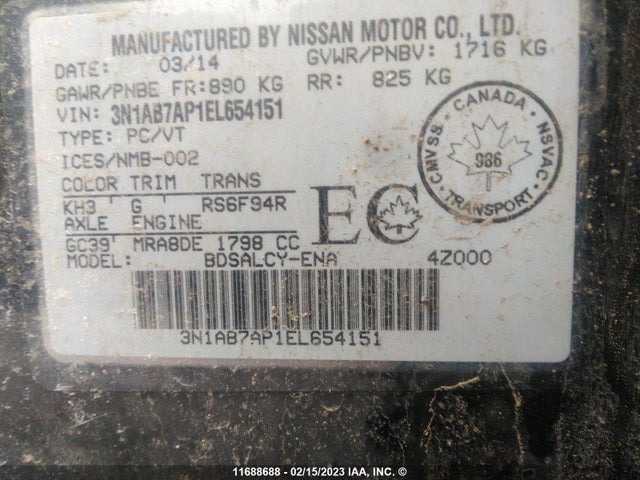 MANUFACTURED BY NISSAN MOTOR CO., LTD.
DATE: 03/14 GVWR/PNBV: 1716 KG
GAWR/PNBE FR: 890 KG RR: 825 KG
VIN: 3N1AB7AP1EL654151
TYPE: PC/VT
ICES/NMB-002
COLOR TRIM TRANS
KH3 G RS6F94R
AXLE ENGINE
GC39 MRA8DE 1798 CC
MODEL: BDSALCY-ENA 4Z000
EC
CANADA
CMVSS NSVAC
986
TRANSPORT
3N1AB7AP1EL654151
11688688 - 02/15/2023 IAA, INC. ©